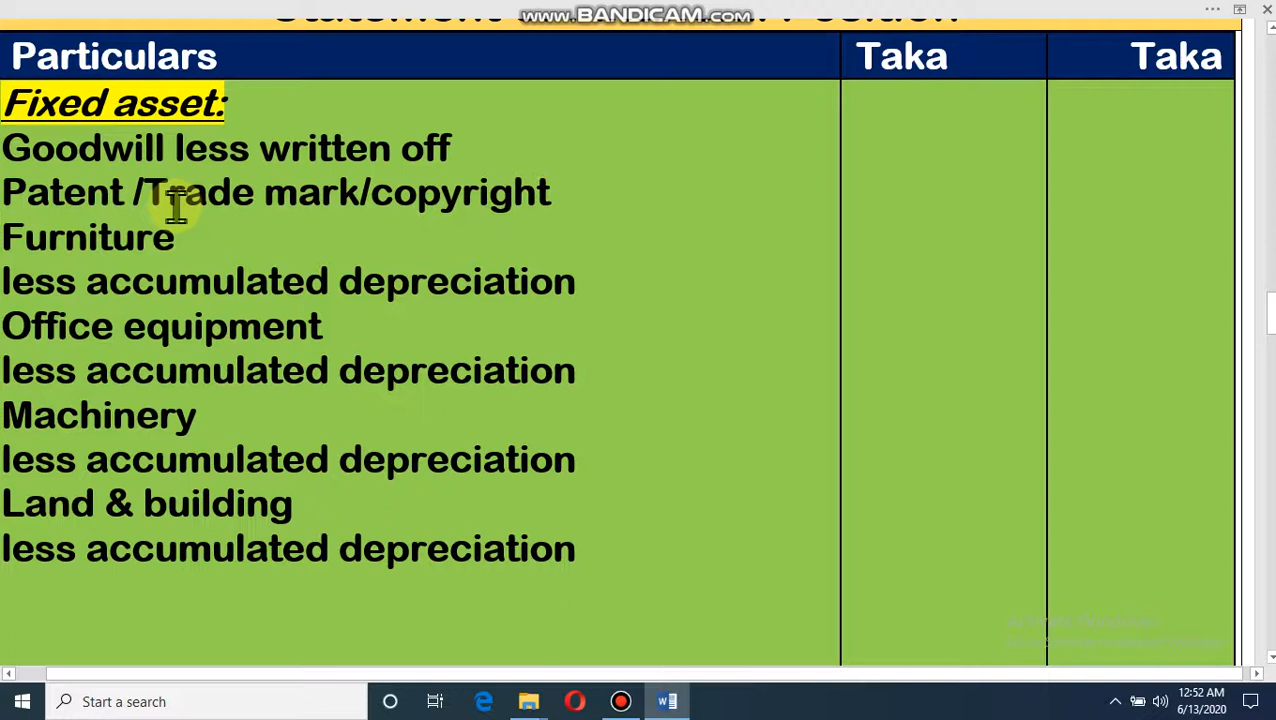 www.BANDICAM.com
Particulars Taka Taka
Fixed asset:
Goodwill less written off
Patent /Trade mark/copyright
Furniture
less accumulated depreciation
Office equipment
less accumulated depreciation
Machinery
less accumulated depreciation
Land & building
less accumulated depreciation
Start a search
12:52 AM
6/13/2020